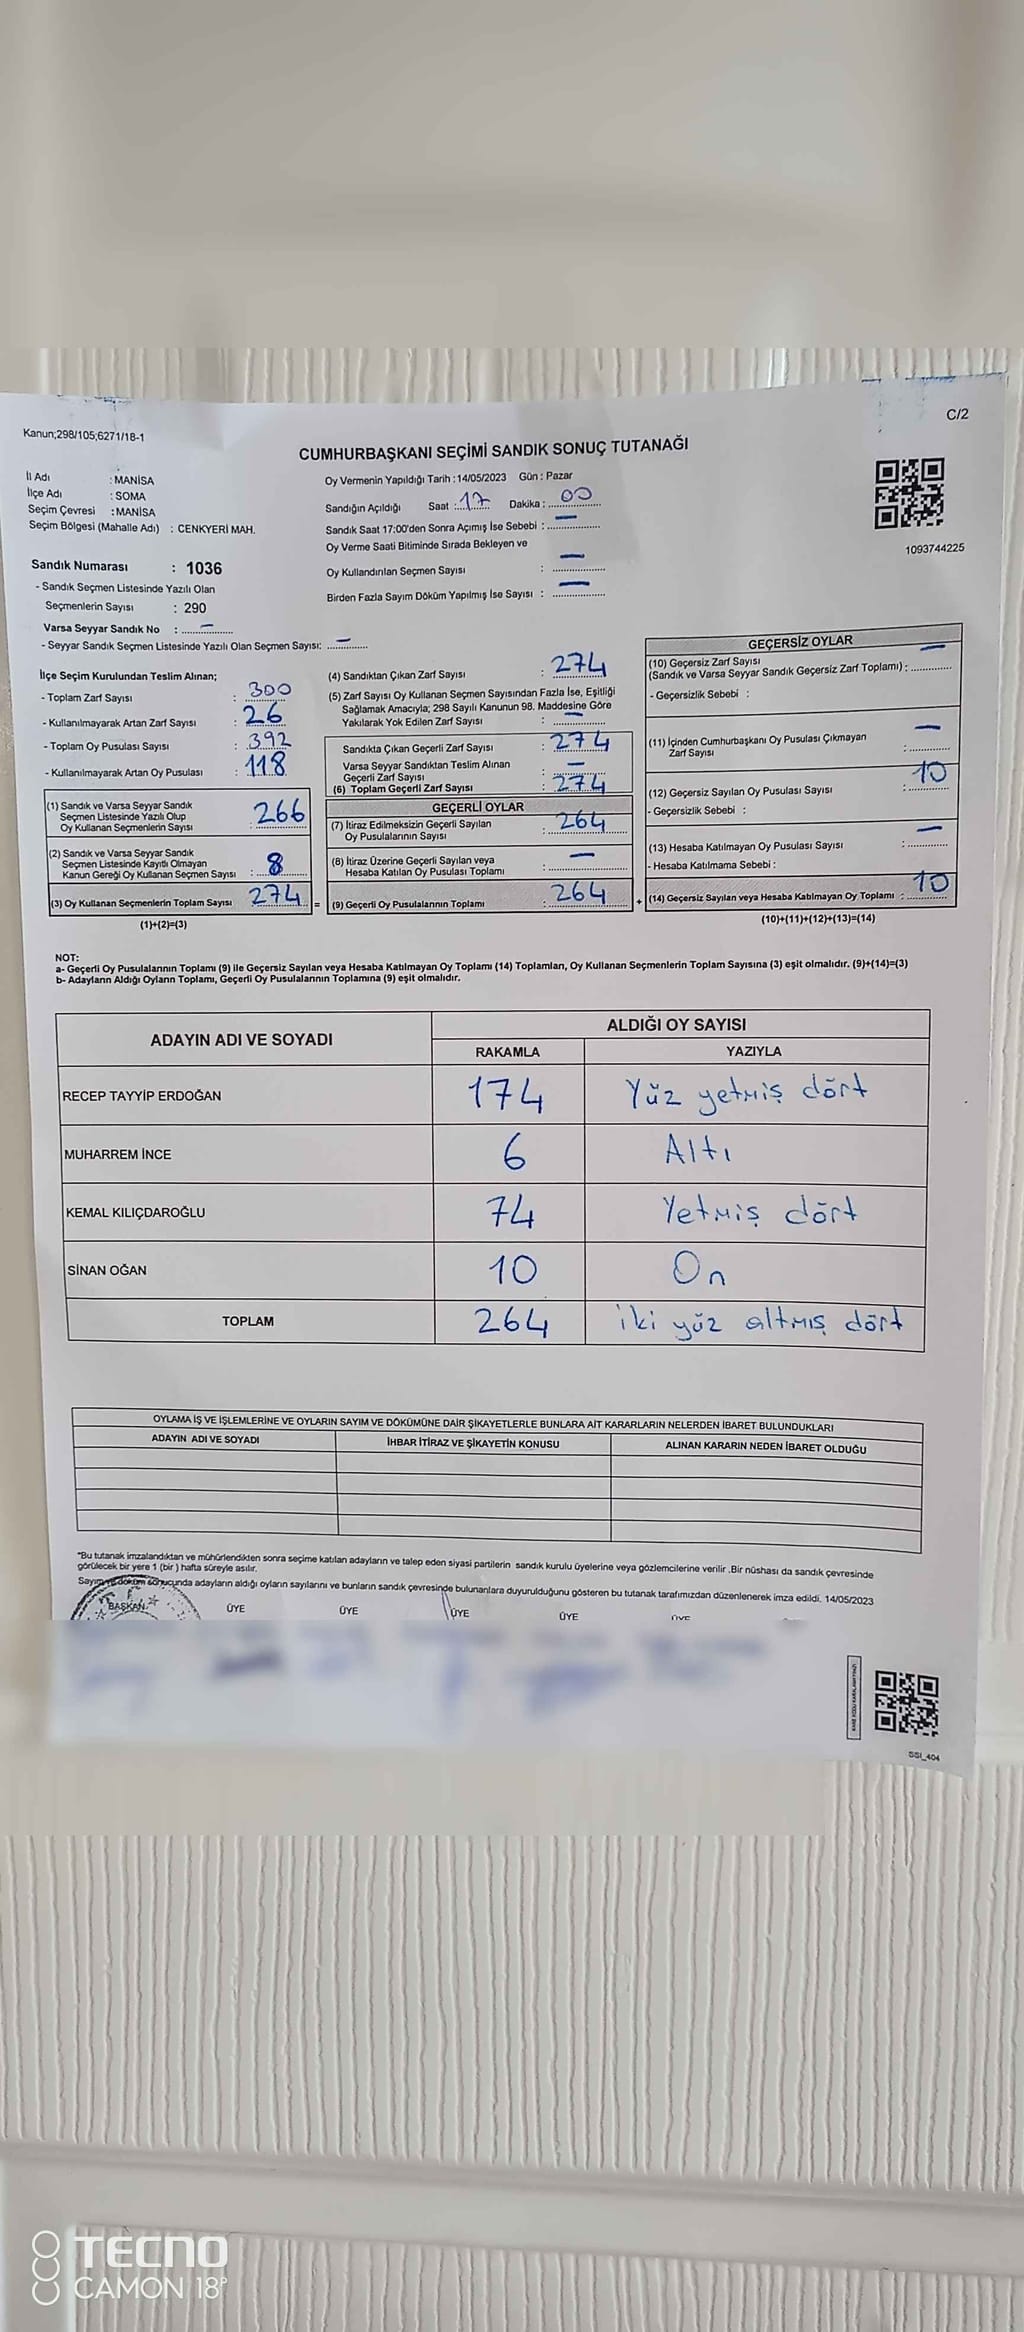 Kanun;298/105;6271/18-1
C/2
CUMHURBAŞKANI SEÇİMİ SANDIK SONUÇ TUTANAĞI
İl Adı : MANİSA
İlçe Adı : SOMA
Seçim Çevresi : MANİSA
Seçim Bölgesi (Mahalle Adı) : CENKYERİ MAH.
Oy Vermenin Yapıldığı Tarih : 14/05/2023 Gün : Pazar
Sandığın Açıldığı Saat : 17 Dakika : 00
Sandık Saat 17:00'den Sonra Açımış İse Sebebi : —
Oy Verme Saati Bitiminde Sırada Bekleyen ve
Oy Kullandırılan Seçmen Sayısı : —
Birden Fazla Sayım Döküm Yapılmış İse Sayısı : —
1093744225
Sandık Numarası : 1036
- Sandık Seçmen Listesinde Yazılı Olan
Seçmenlerin Sayısı : 290
Varsa Seyyar Sandık No : —
- Seyyar Sandık Seçmen Listesinde Yazılı Olan Seçmen Sayısı: —
İlçe Seçim Kurulundan Teslim Alınan;
- Toplam Zarf Sayısı : 300
- Kullanılmayarak Artan Zarf Sayısı : 26
- Toplam Oy Pusulası Sayısı : 392
- Kullanılmayarak Artan Oy Pusulası : 118
(1) Sandık ve Varsa Seyyar Sandık
Seçmen Listesinde Yazılı Olup
Oy Kullanan Seçmenlerin Sayısı : 266
(2) Sandık ve Varsa Seyyar Sandık
Seçmen Listesinde Kayıtlı Olmayan
Kanun Gereği Oy Kullanan Seçmen Sayısı : 8
(3) Oy Kullanan Seçmenlerin Toplam Sayısı : 274 =
(1)+(2)=(3)
(4) Sandıktan Çıkan Zarf Sayısı : 274
(5) Zarf Sayısı Oy Kullanan Seçmen Sayısından Fazla İse, Eşitliği
Sağlamak Amacıyla; 298 Sayılı Kanunun 98. Maddesine Göre
Yakılarak Yok Edilen Zarf Sayısı : —
Sandıkta Çıkan Geçerli Zarf Sayısı : 274
Varsa Seyyar Sandıktan Teslim Alınan
Geçerli Zarf Sayısı : —
(6) Toplam Geçerli Zarf Sayısı : 274
GEÇERLİ OYLAR
(7) İtiraz Edilmeksizin Geçerli Sayılan
Oy Pusulalarının Sayısı : 264
(8) İtiraz Üzerine Geçerli Sayılan veya
Hesaba Katılan Oy Pusulası Toplamı : —
(9) Geçerli Oy Pusulalarının Toplamı : 264 +
GEÇERSİZ OYLAR
(10) Geçersiz Zarf Sayısı
(Sandık ve Varsa Seyyar Sandık Geçersiz Zarf Toplamı) : —
- Geçersizlik Sebebi :
(11) İçinden Cumhurbaşkanı Oy Pusulası Çıkmayan
Zarf Sayısı : —
(12) Geçersiz Sayılan Oy Pusulası Sayısı : 10
- Geçersizlik Sebebi :
(13) Hesaba Katılmayan Oy Pusulası Sayısı : —
- Hesaba Katılmama Sebebi :
(14) Geçersiz Sayılan veya Hesaba Katılmayan Oy Toplamı : 10
(10)+(11)+(12)+(13)=(14)
NOT:
a- Geçerli Oy Pusulalarının Toplamı (9) ile Geçersiz Sayılan veya Hesaba Katılmayan Oy Toplamı (14) Toplamları, Oy Kullanan Seçmenlerin Toplam Sayısına (3) eşit olmalıdır. (9)+(14)=(3)
b- Adayların Aldığı Oyların Toplamı, Geçerli Oy Pusulalarının Toplamına (9) eşit olmalıdır.
ADAYIN ADI VE SOYADI
ALDIĞI OY SAYISI
RAKAMLA YAZIYLA
RECEP TAYYİP ERDOĞAN 174 Yüz yetmiş dört
MUHARREM İNCE 6 Altı
KEMAL KILIÇDAROĞLU 74 Yetmiş dört
SİNAN OĞAN 10 On
TOPLAM 264 iki yüz altmış dört
OYLAMA İŞ VE İŞLEMLERİNE VE OYLARIN SAYIM VE DÖKÜMÜNE DAİR ŞİKAYETLERLE BUNLARA AİT KARARLARIN NELERDEN İBARET BULUNDUKLARI
ADAYIN ADI VE SOYADI İHBAR İTİRAZ VE ŞİKAYETİN KONUSU ALINAN KARARIN NEDEN İBARET OLDUĞU
*Bu tutanak imzalandıktan ve mühürlendikten sonra seçime katılan adayların ve talep eden siyasi partilerin sandık kurulu üyelerine veya gözlemcilerine verilir .Bir nüshası da sandık çevresinde
görülecek bir yere 1 (bir ) hafta süreyle asılır.
Sayım ve döküm sonucunda adayların aldığı oyların sayılarını ve bunların sandık çevresinde bulunanlara duyurulduğunu gösteren bu tutanak tarafımızdan düzenlenerek imza edildi. 14/05/2023
BAŞKAN ÜYE ÜYE ÜYE ÜYE ÜYE
SSI_404
TECNO
CAMON 18P